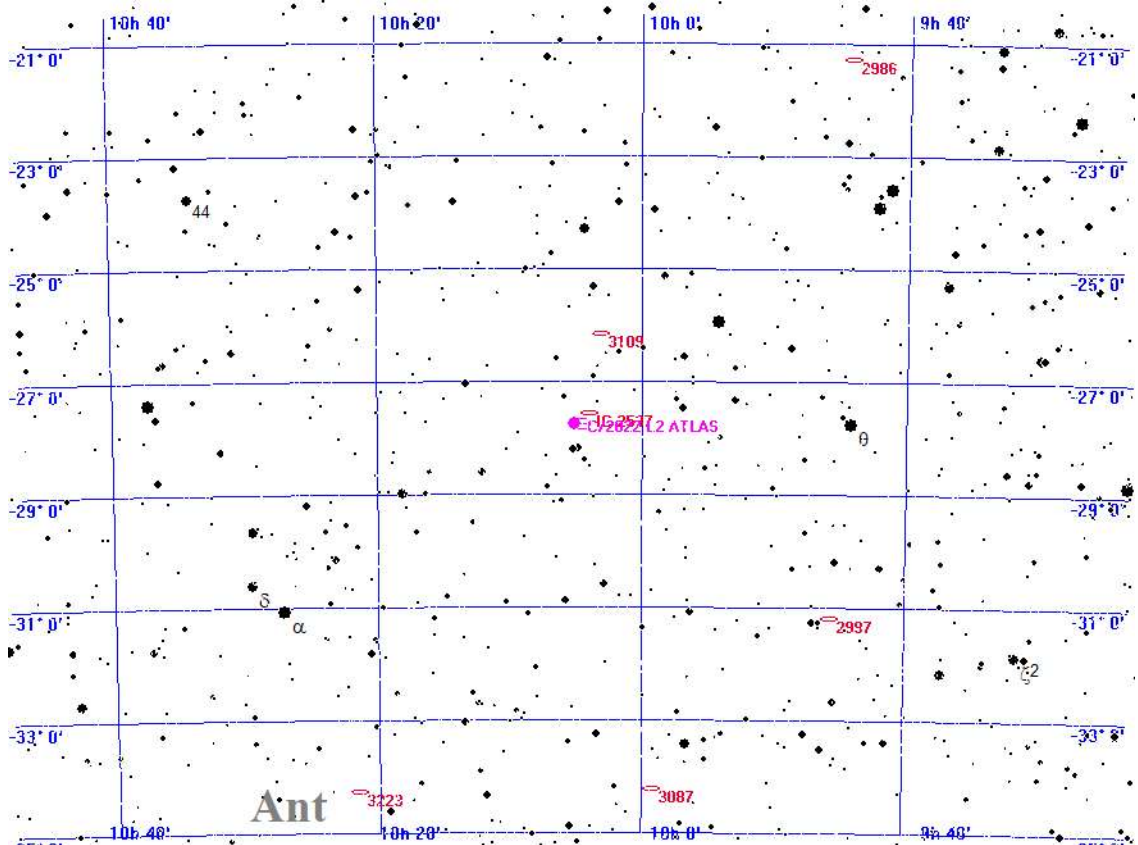 10h 40' 10h 20' 10h 0' 9h 40'
-21° 0' -21° 0'
2986
-23° 0' -23° 0'
44
-25° 0' -25° 0'
3109
-27° 0' -27° 0'
C/2022 L2 ATLAS
θ
-29° 0' -29° 0'
δ
α
-31° 0' -31° 0'
2997
ζ2
-33° 0' -33° 0'
3223 3087
Ant
10h 40' 10h 20' 10h 0' 9h 40'